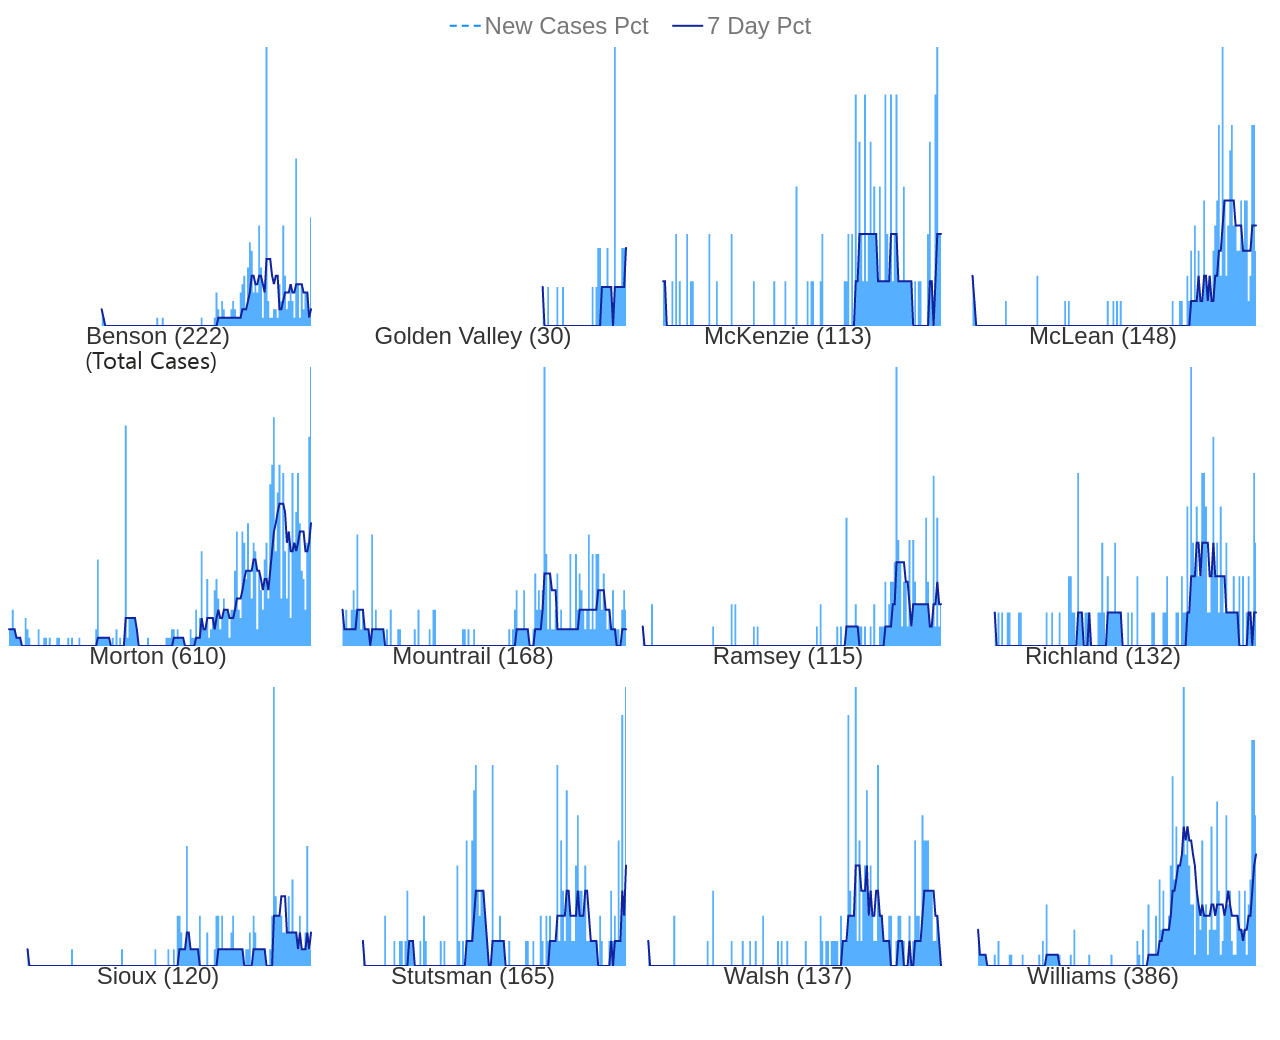 New Cases Pct 7 Day Pct
Benson (222) Golden Valley (30) McKenzie (113) McLean (148)
(Total Cases)
Morton (610) Mountrail (168) Ramsey (115) Richland (132)
Sioux (120) Stutsman (165) Walsh (137) Williams (386)